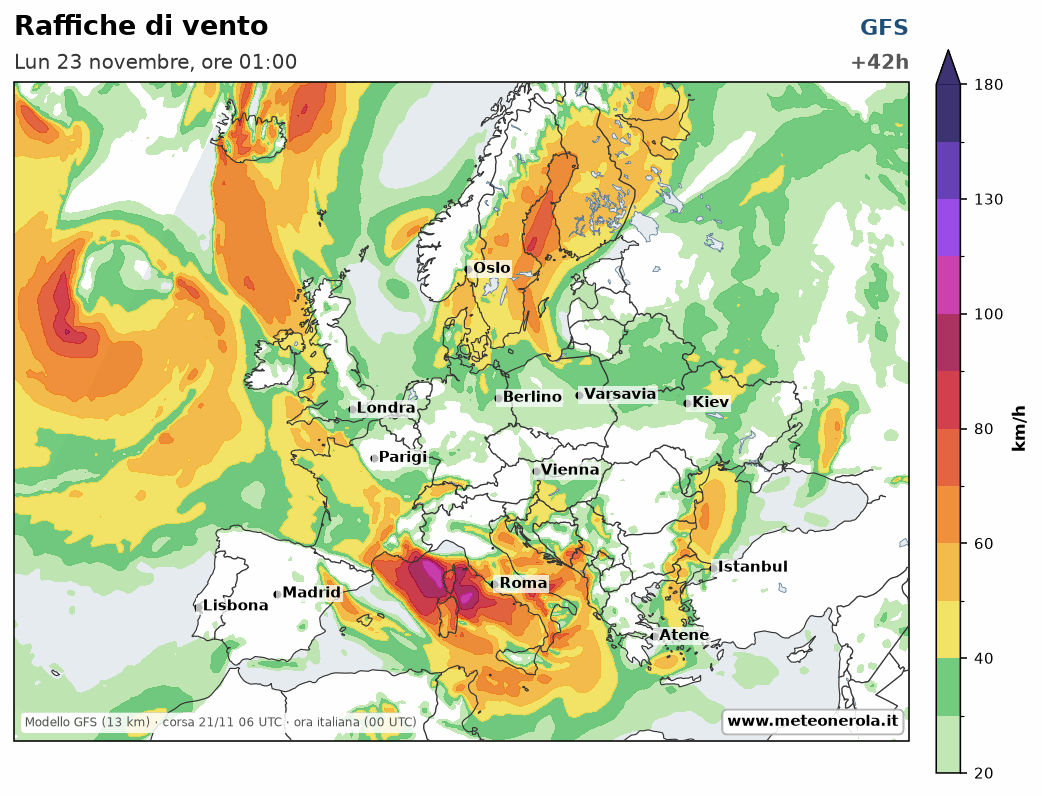 Raffiche di vento
GFS
Lun 23 novembre, ore 01:00
+42h
180
130
100
80
60
40
20
km/h
Oslo
Londra
Berlino
Varsavia
Kiev
Parigi
Vienna
Istanbul
Roma
Madrid
Lisbona
Atene
Modello GFS (13 km) · corsa 21/11 06 UTC · ora italiana (00 UTC)
www.meteonerola.it